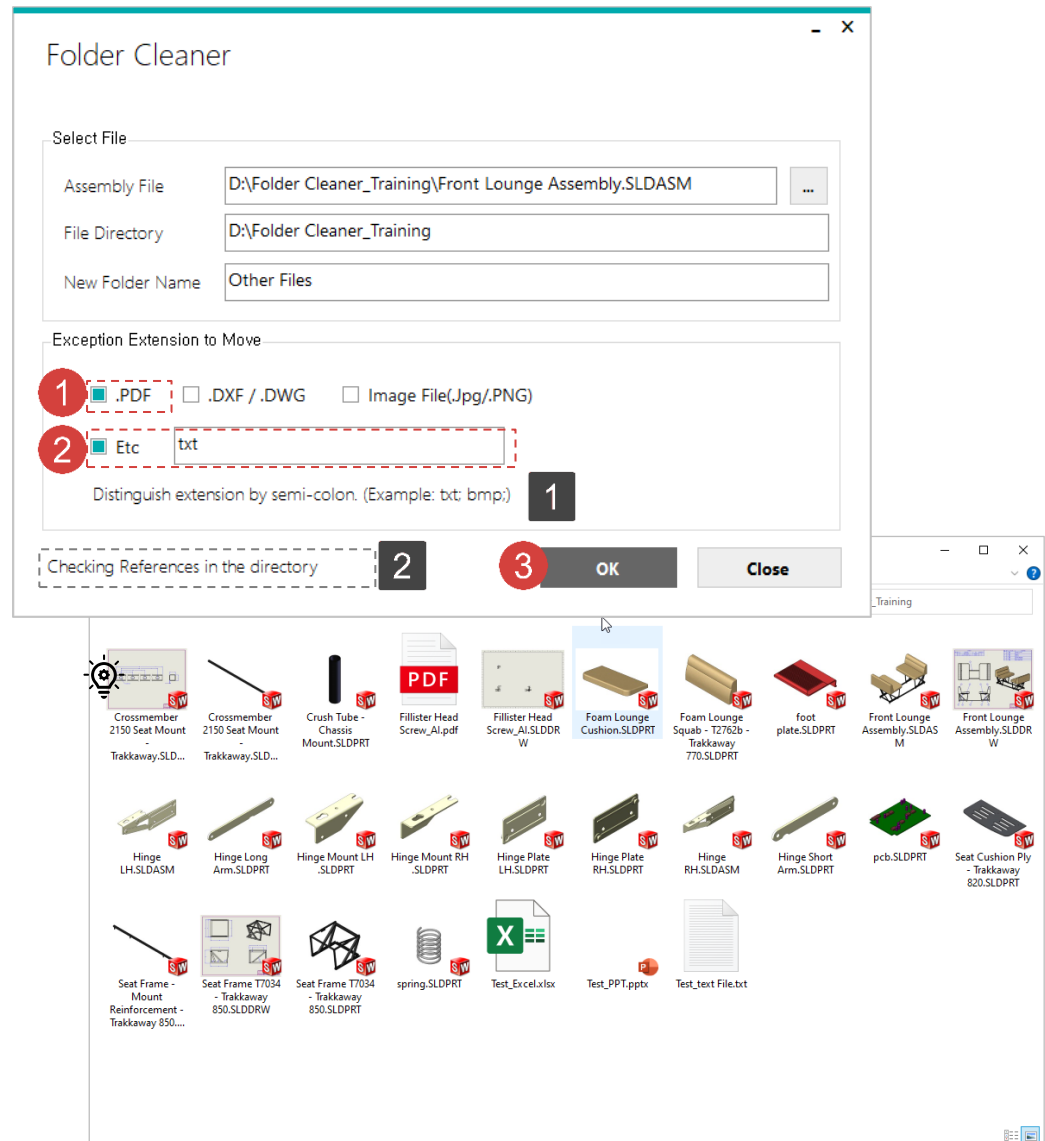 Folder Cleaner
Select File
Assembly File
D:\Folder Cleaner_Training\Front Lounge Assembly.SLDASM
...
File Directory
D:\Folder Cleaner_Training
New Folder Name
Other Files
Exception Extension to Move
1
.PDF
.DXF / .DWG
Image File(.Jpg/.PNG)
2
Etc
txt
Distinguish extension by semi-colon. (Example: txt; bmp;)
1
Checking References in the directory
2
3
OK
Close
_Training
Crossmember
2150 Seat Mount
-
Trakkaway.SLD...
Crossmember
2150 Seat Mount
-
Trakkaway.SLD...
Crush Tube -
Chassis
Mount.SLDPRT
PDF
Fillister Head
Screw_AI.pdf
Fillister Head
Screw_AI.SLDDR
W
Foam Lounge
Cushion.SLDPRT
Foam Lounge
Squab - T2762b -
Trakkaway
770.SLDPRT
foot
plate.SLDPRT
Front Lounge
Assembly.SLDAS
M
Front Lounge
Assembly.SLDDR
W
Hinge
LH.SLDASM
Hinge Long
Arm.SLDPRT
Hinge Mount LH
.SLDPRT
Hinge Mount RH
.SLDPRT
Hinge Plate
LH.SLDPRT
Hinge Plate
RH.SLDPRT
Hinge
RH.SLDASM
Hinge Short
Arm.SLDPRT
pcb.SLDPRT
Seat Cushion Ply
- Trakkaway
820.SLDPRT
Seat Frame -
Mount
Reinforcement -
Trakkaway 850....
Seat Frame T7034
- Trakkaway
850.SLDDRW
Seat Frame T7034
- Trakkaway
850.SLDPRT
spring.SLDPRT
X
Test_Excel.xlsx
P
Test_PPT.pptx
Test_text File.txt